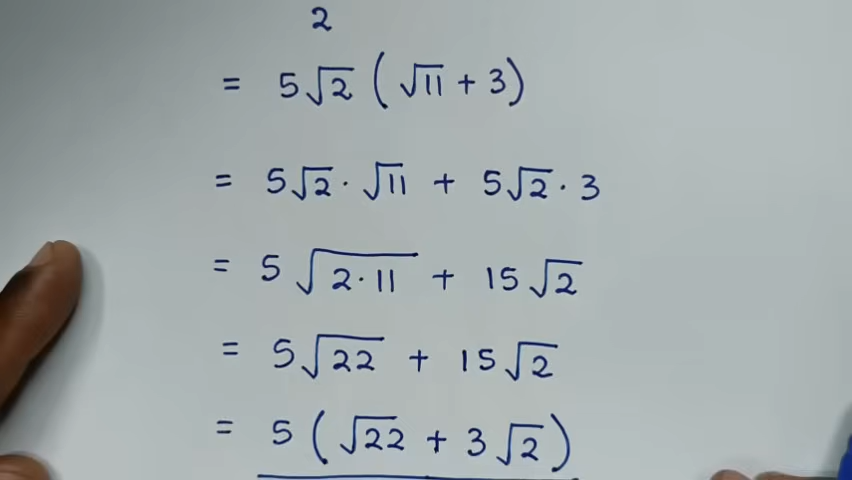 2
= 5√2 (√11 + 3)
= 5√2 · √11 + 5√2 · 3
= 5 √2·11 + 15 √2
= 5√22 + 15√2
= 5 (√22 + 3√2)